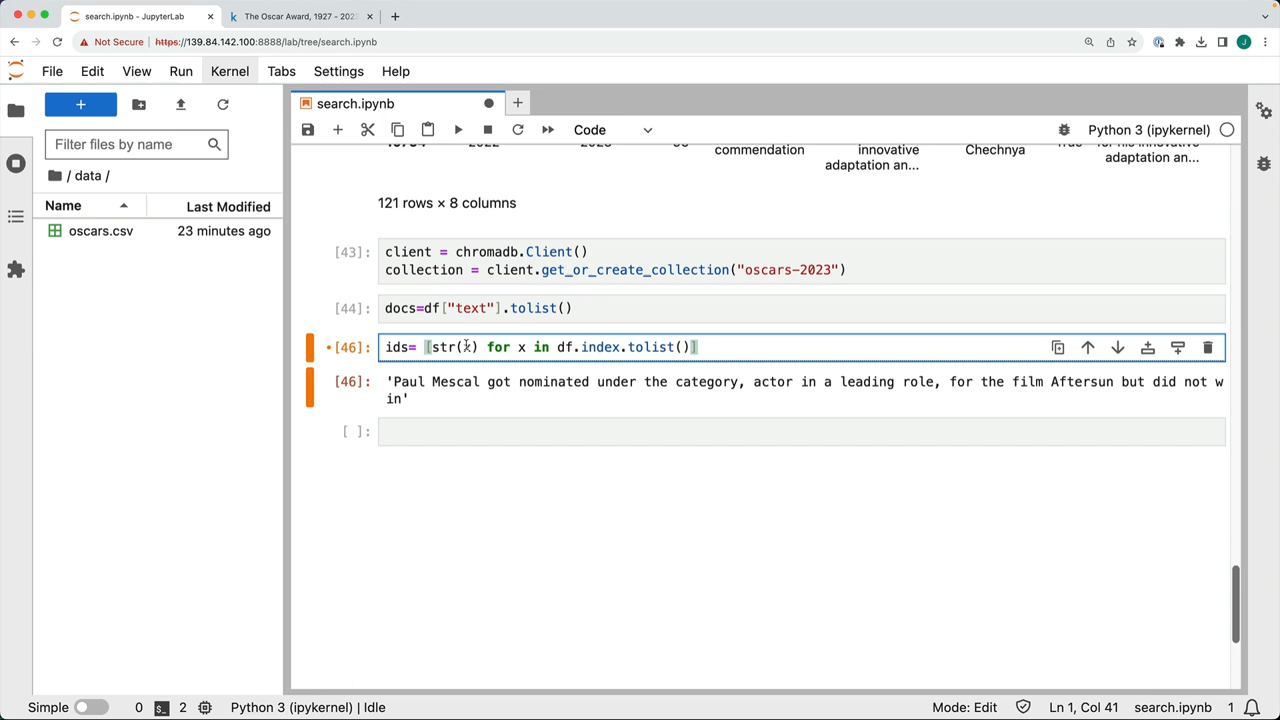 search.ipynb - JupyterLab
The Oscar Award, 1927 - 202
Not Secure
https://139.84.142.100:8888/lab/tree/search.ipynb
J
File Edit View Run Kernel Tabs Settings Help
Filter files by name
/ data /
Name Last Modified
oscars.csv 23 minutes ago
search.ipynb
Code
Python 3 (ipykernel)
commendation innovative adaptation an... Chechnya adaptation an...
121 rows × 8 columns
[43]: client = chromadb.Client()
collection = client.get_or_create_collection("oscars-2023")
[44]: docs=df["text"].tolist()
•[46]: ids= [str(x) for x in df.index.tolist()]
[46]: 'Paul Mescal got nominated under the category, actor in a leading role, for the film Aftersun but did not w
in'
[ ]:
Simple 0 $_ 2 Python 3 (ipykernel) | Idle Mode: Edit Ln 1, Col 41 search.ipynb 1